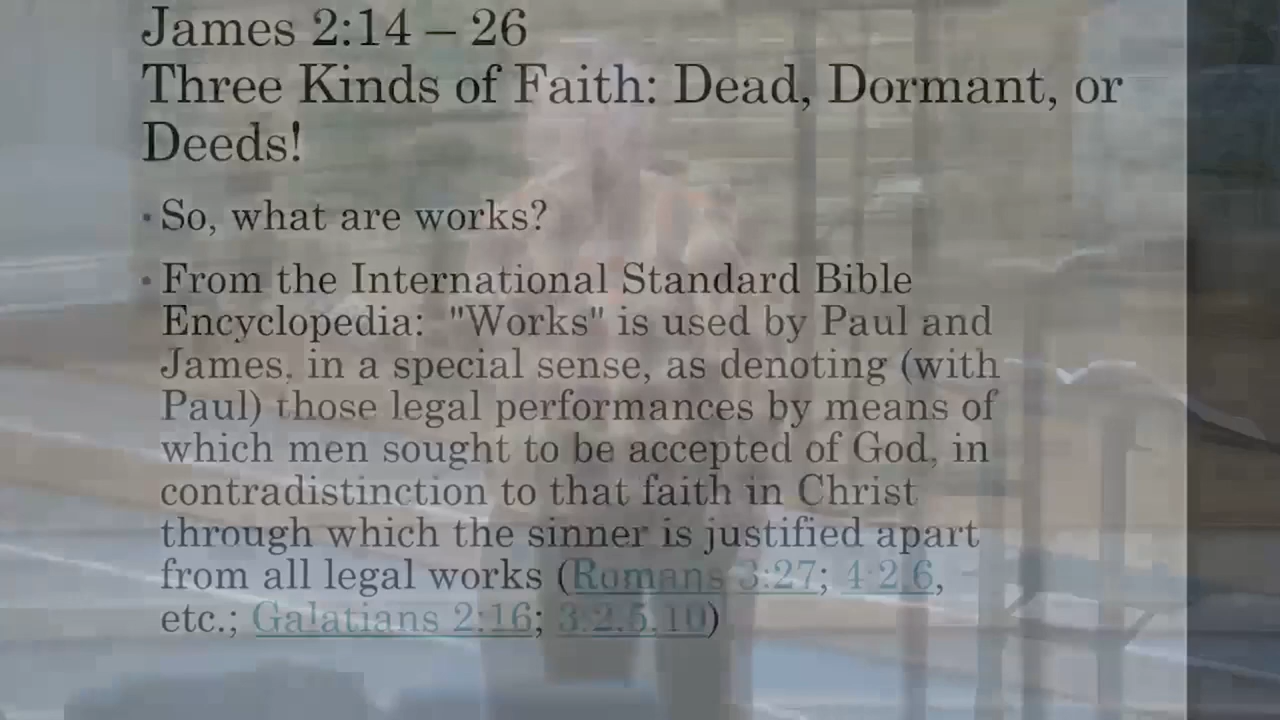 James 2:14 – 26
Three Kinds of Faith: Dead, Dormant, or
Deeds!
· So, what are works?
· From the International Standard Bible
Encyclopedia:  "Works" is used by Paul and
James, in a special sense, as denoting (with
Paul) those legal performances by means of
which men sought to be accepted of God, in
contradistinction to that faith in Christ
through which the sinner is justified apart
from all legal works (Romans 3:27; 4:2,6,
etc.; Galatians 2:16; 3:2,5,10)